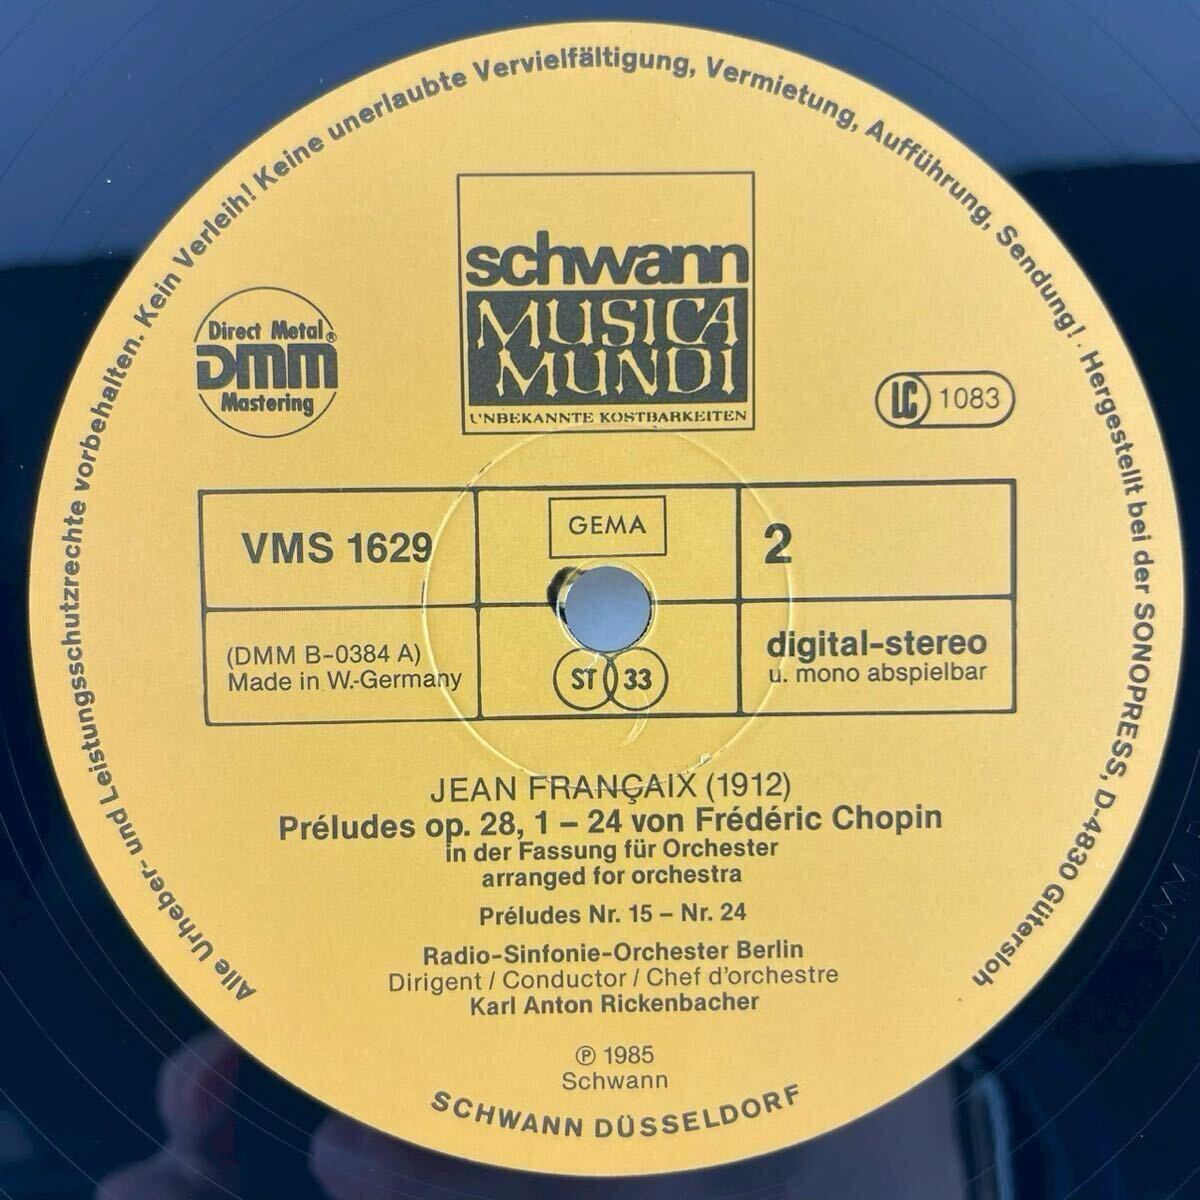 Alle Urheber- und Leistungsschutzrechte vorbehalten. Kein Verleih! Keine unerlaubte Vervielfältigung, Vermietung, Aufführung, Sendung! · Hergestellt bei der SONOPRESS, D-4830 Gütersloh
schwann
MUSICA
MUNDI
UNBEKANNTE KOSTBARKEITEN
Direct Metal®
DMM
Mastering
LC 1083
VMS 1629
GEMA
2
(DMM B-0384 A)
Made in W.-Germany
ST 33
digital-stereo
u. mono abspielbar
JEAN FRANÇAIX (1912)
Préludes op. 28, 1 – 24 von Frédéric Chopin
in der Fassung für Orchester
arranged for orchestra
Préludes Nr. 15 – Nr. 24
Radio-Sinfonie-Orchester Berlin
Dirigent / Conductor / Chef d'orchestre
Karl Anton Rickenbacher
℗ 1985
Schwann
SCHWANN DÜSSELDORF
DMM